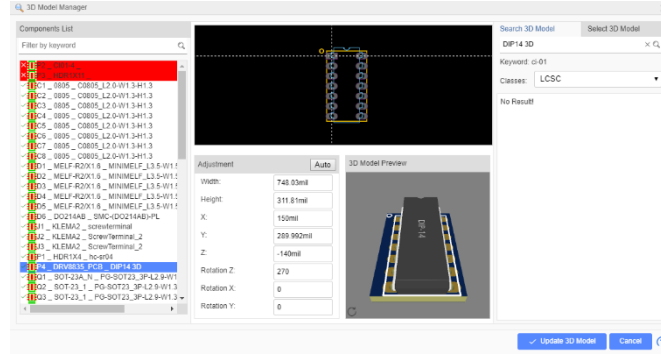 3D Model Manager
Components List
Filter by keyword
C1 _ 0805 _ C0805_L2.0-W1.3-H1.3
C2 _ 0805 _ C0805_L2.0-W1.3-H1.3
C3 _ 0805 _ C0805_L2.0-W1.3-H1.3
C4 _ 0805 _ C0805_L2.0-W1.3-H1.3
C5 _ 0805 _ C0805_L2.0-W1.3-H1.3
C6 _ 0805 _ C0805_L2.0-W1.3-H1.3
C7 _ 0805 _ C0805_L2.0-W1.3-H1.3
C8 _ 0805 _ C0805_L2.0-W1.3-H1.3
D1 _ MELF-R2/X1.6 _ MINIMELF_L3.5-W1.5
D2 _ MELF-R2/X1.6 _ MINIMELF_L3.5-W1.5
D3 _ MELF-R2/X1.6 _ MINIMELF_L3.5-W1.5
D4 _ MELF-R2/X1.6 _ MINIMELF_L3.5-W1.5
D5 _ MELF-R2/X1.6 _ MINIMELF_L3.5-W1.5
D6 _ DO214AB _ SMC-(DO214AB)-PL
J1 _ KLEMA2 _ screwterminal
J2 _ KLEMA2 _ ScrewTerminal_2
J3 _ KLEMA2 _ ScrewTerminal_2
P1 _ HDR1X4 _ hc-sr04
P4 _ DRV8835_PCB _ DIP14 3D
Q1 _ SOT-23A_N _ PG-SOT23_3P-L2.9-W1
Q2 _ SOT-23_1 _ PG-SOT23_3P-L2.9-W1.3
Q3 _ SOT-23_1 _ PG-SOT23_3P-L2.9-W1.3
Adjustment
Auto
Width: 748.03mil
Height: 311.81mil
X: 150mil
Y: 289.992mil
Z: -140mil
Rotation Z: 270
Rotation X: 0
Rotation Y: 0
3D Model Preview
DIP-14
Search 3D Model
Select 3D Model
DIP14 3D
Keyword: ci-01
Classes: LCSC
No Result!
Update 3D Model
Cancel